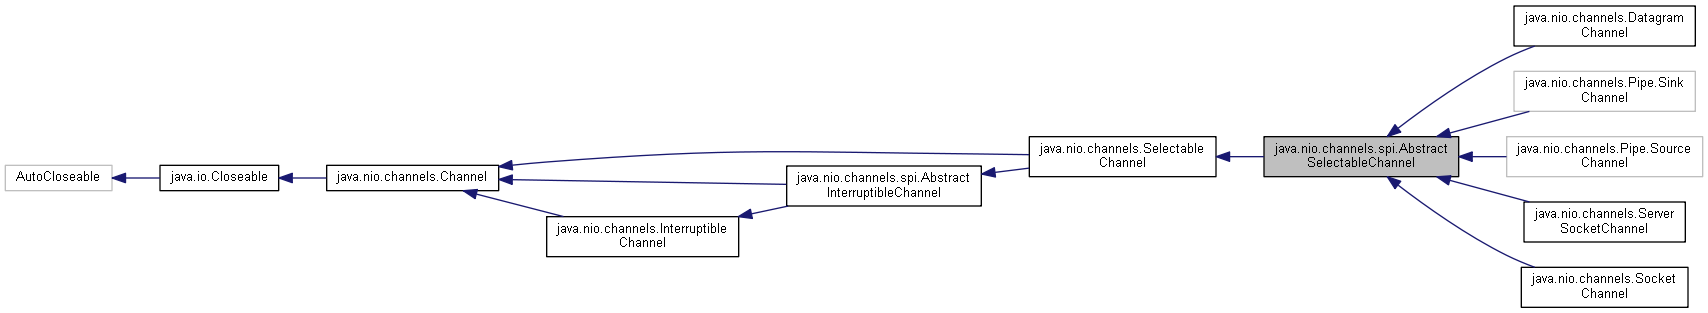 AutoCloseable
java.io.Closeable
java.nio.channels.Channel
java.nio.channels.Interruptible
Channel
java.nio.channels.spi.Abstract
InterruptibleChannel
java.nio.channels.Selectable
Channel
java.nio.channels.spi.Abstract
SelectableChannel
java.nio.channels.Datagram
Channel
java.nio.channels.Pipe.Sink
Channel
java.nio.channels.Pipe.Source
Channel
java.nio.channels.Server
SocketChannel
java.nio.channels.Socket
Channel